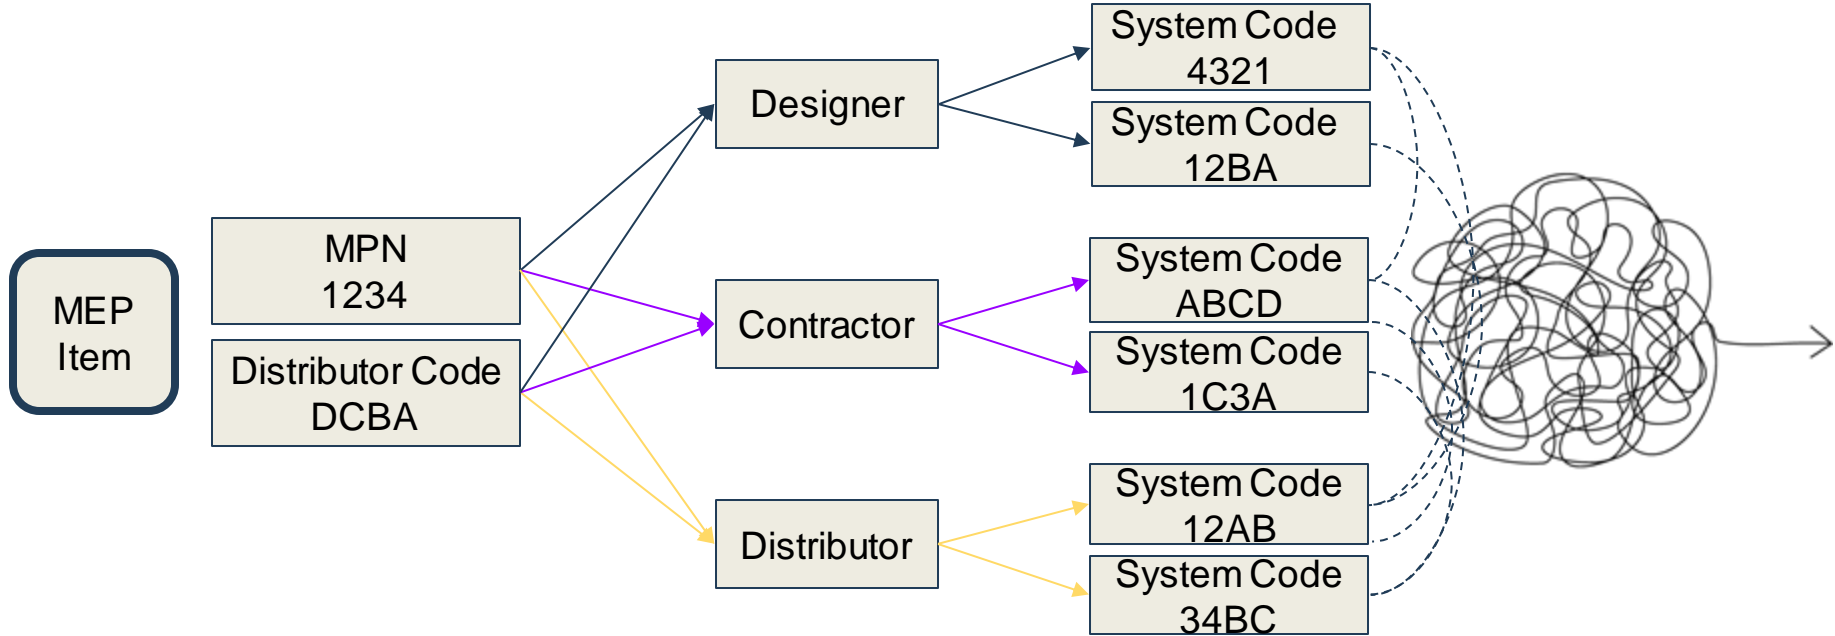 MEP
Item
MPN
1234
Distributor Code
DCBA
Designer
Contractor
Distributor
System Code
4321
System Code
12BA
System Code
ABCD
System Code
1C3A
System Code
12AB
System Code
34BC